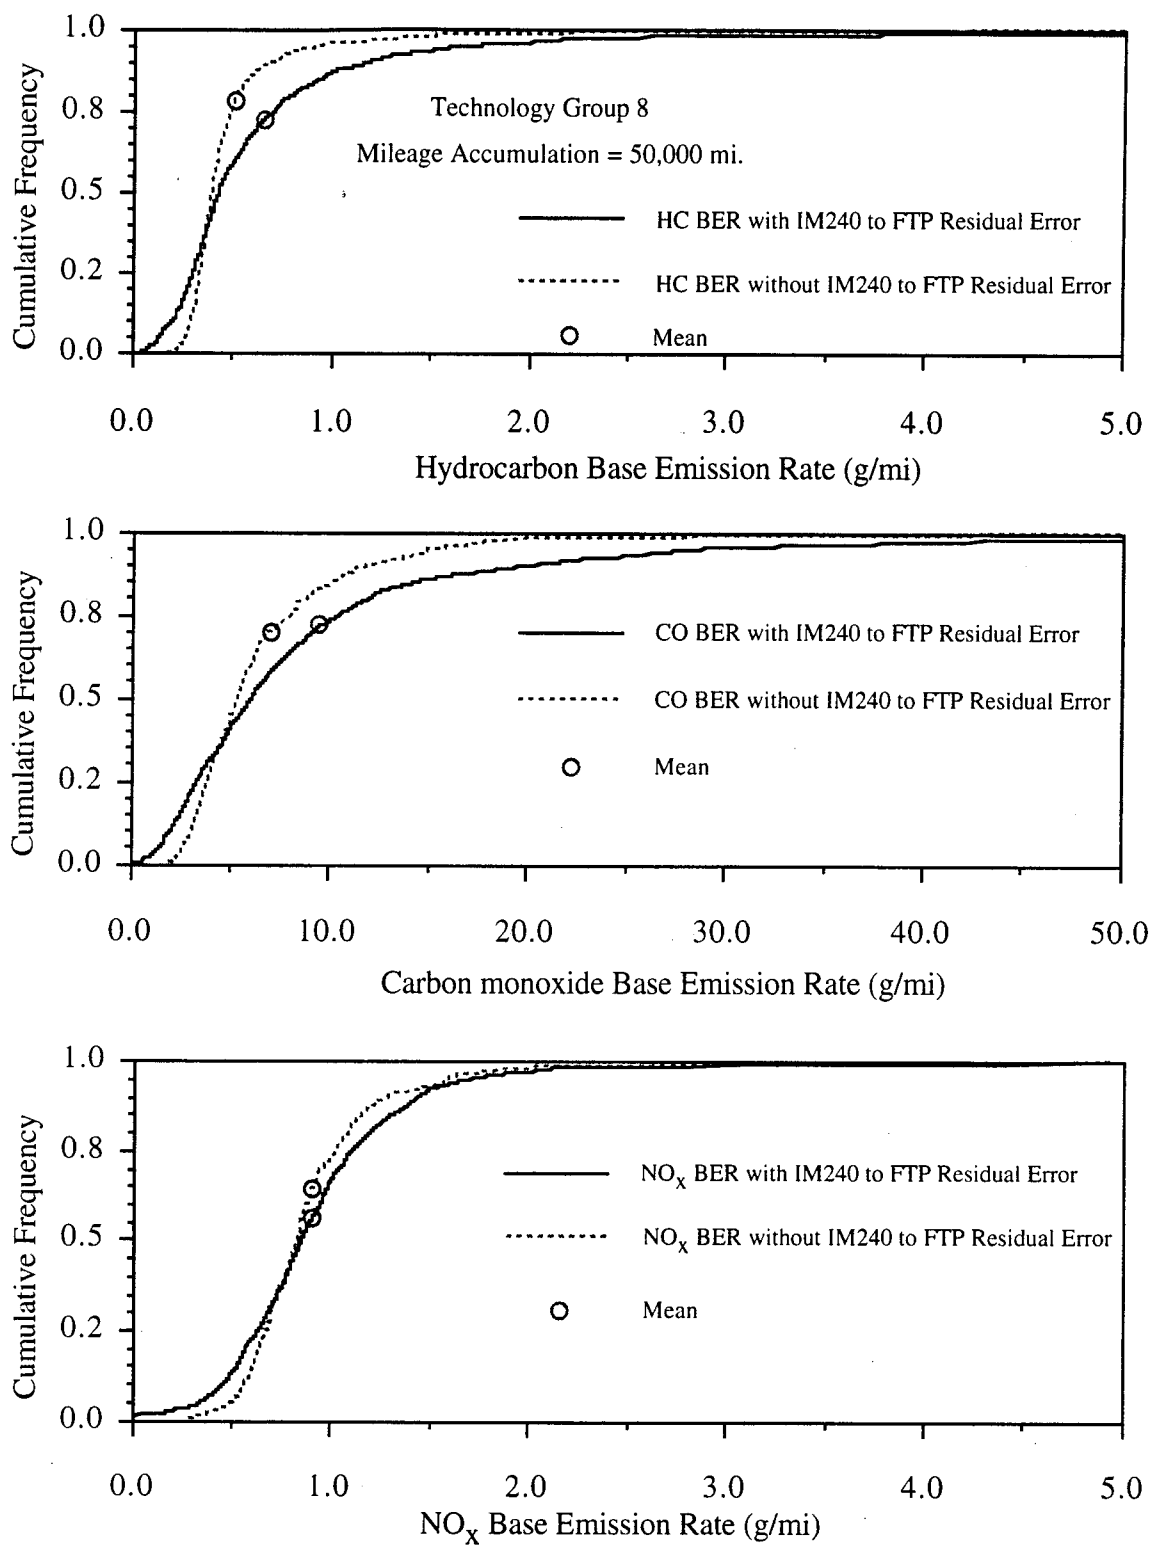 1.0
0.8
0.5
0.2
0.0
Cumulative Frequency
Technology Group 8
Mileage Accumulation = 50,000 mi.
HC BER with IM240 to FTP Residual Error
HC BER without IM240 to FTP Residual Error
Mean
0.0 1.0 2.0 3.0 4.0 5.0
Hydrocarbon Base Emission Rate (g/mi)
1.0
0.8
0.5
0.2
0.0
Cumulative Frequency
CO BER with IM240 to FTP Residual Error
CO BER without IM240 to FTP Residual Error
Mean
0.0 10.0 20.0 30.0 40.0 50.0
Carbon monoxide Base Emission Rate (g/mi)
1.0
0.8
0.5
0.2
0.0
Cumulative Frequency
NOx BER with IM240 to FTP Residual Error
NOx BER without IM240 to FTP Residual Error
Mean
0.0 1.0 2.0 3.0 4.0 5.0
NOx Base Emission Rate (g/mi)